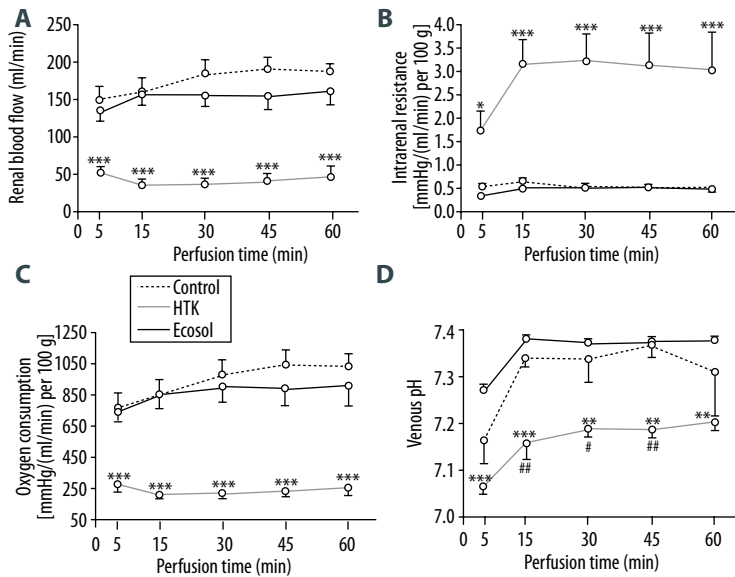 A
Renal blood flow (ml/min)
250
200
150
100
50
0
*** *** *** *** ***
0 5 15 30 45 60
Perfusion time (min)
B
Intrarenal resistance
[mmHg/(ml/min) per 100 g]
4.0
3.5
3.0
2.5
2.0
1.5
1.0
0.5
0.0
* *** *** *** ***
0 5 15 30 45 60
Perfusion time (min)
C
Control
HTK
Ecosol
Oxygen consumption
[mmHg/(ml/min) per 100 g]
1250
1050
850
650
450
250
50
*** *** *** *** ***
0 5 15 30 45 60
Perfusion time (min)
D
Venous pH
7.4
7.3
7.2
7.1
7.0
*** *** ** ** **
## # ##
0 5 15 30 45 60
Perfusion time (min)